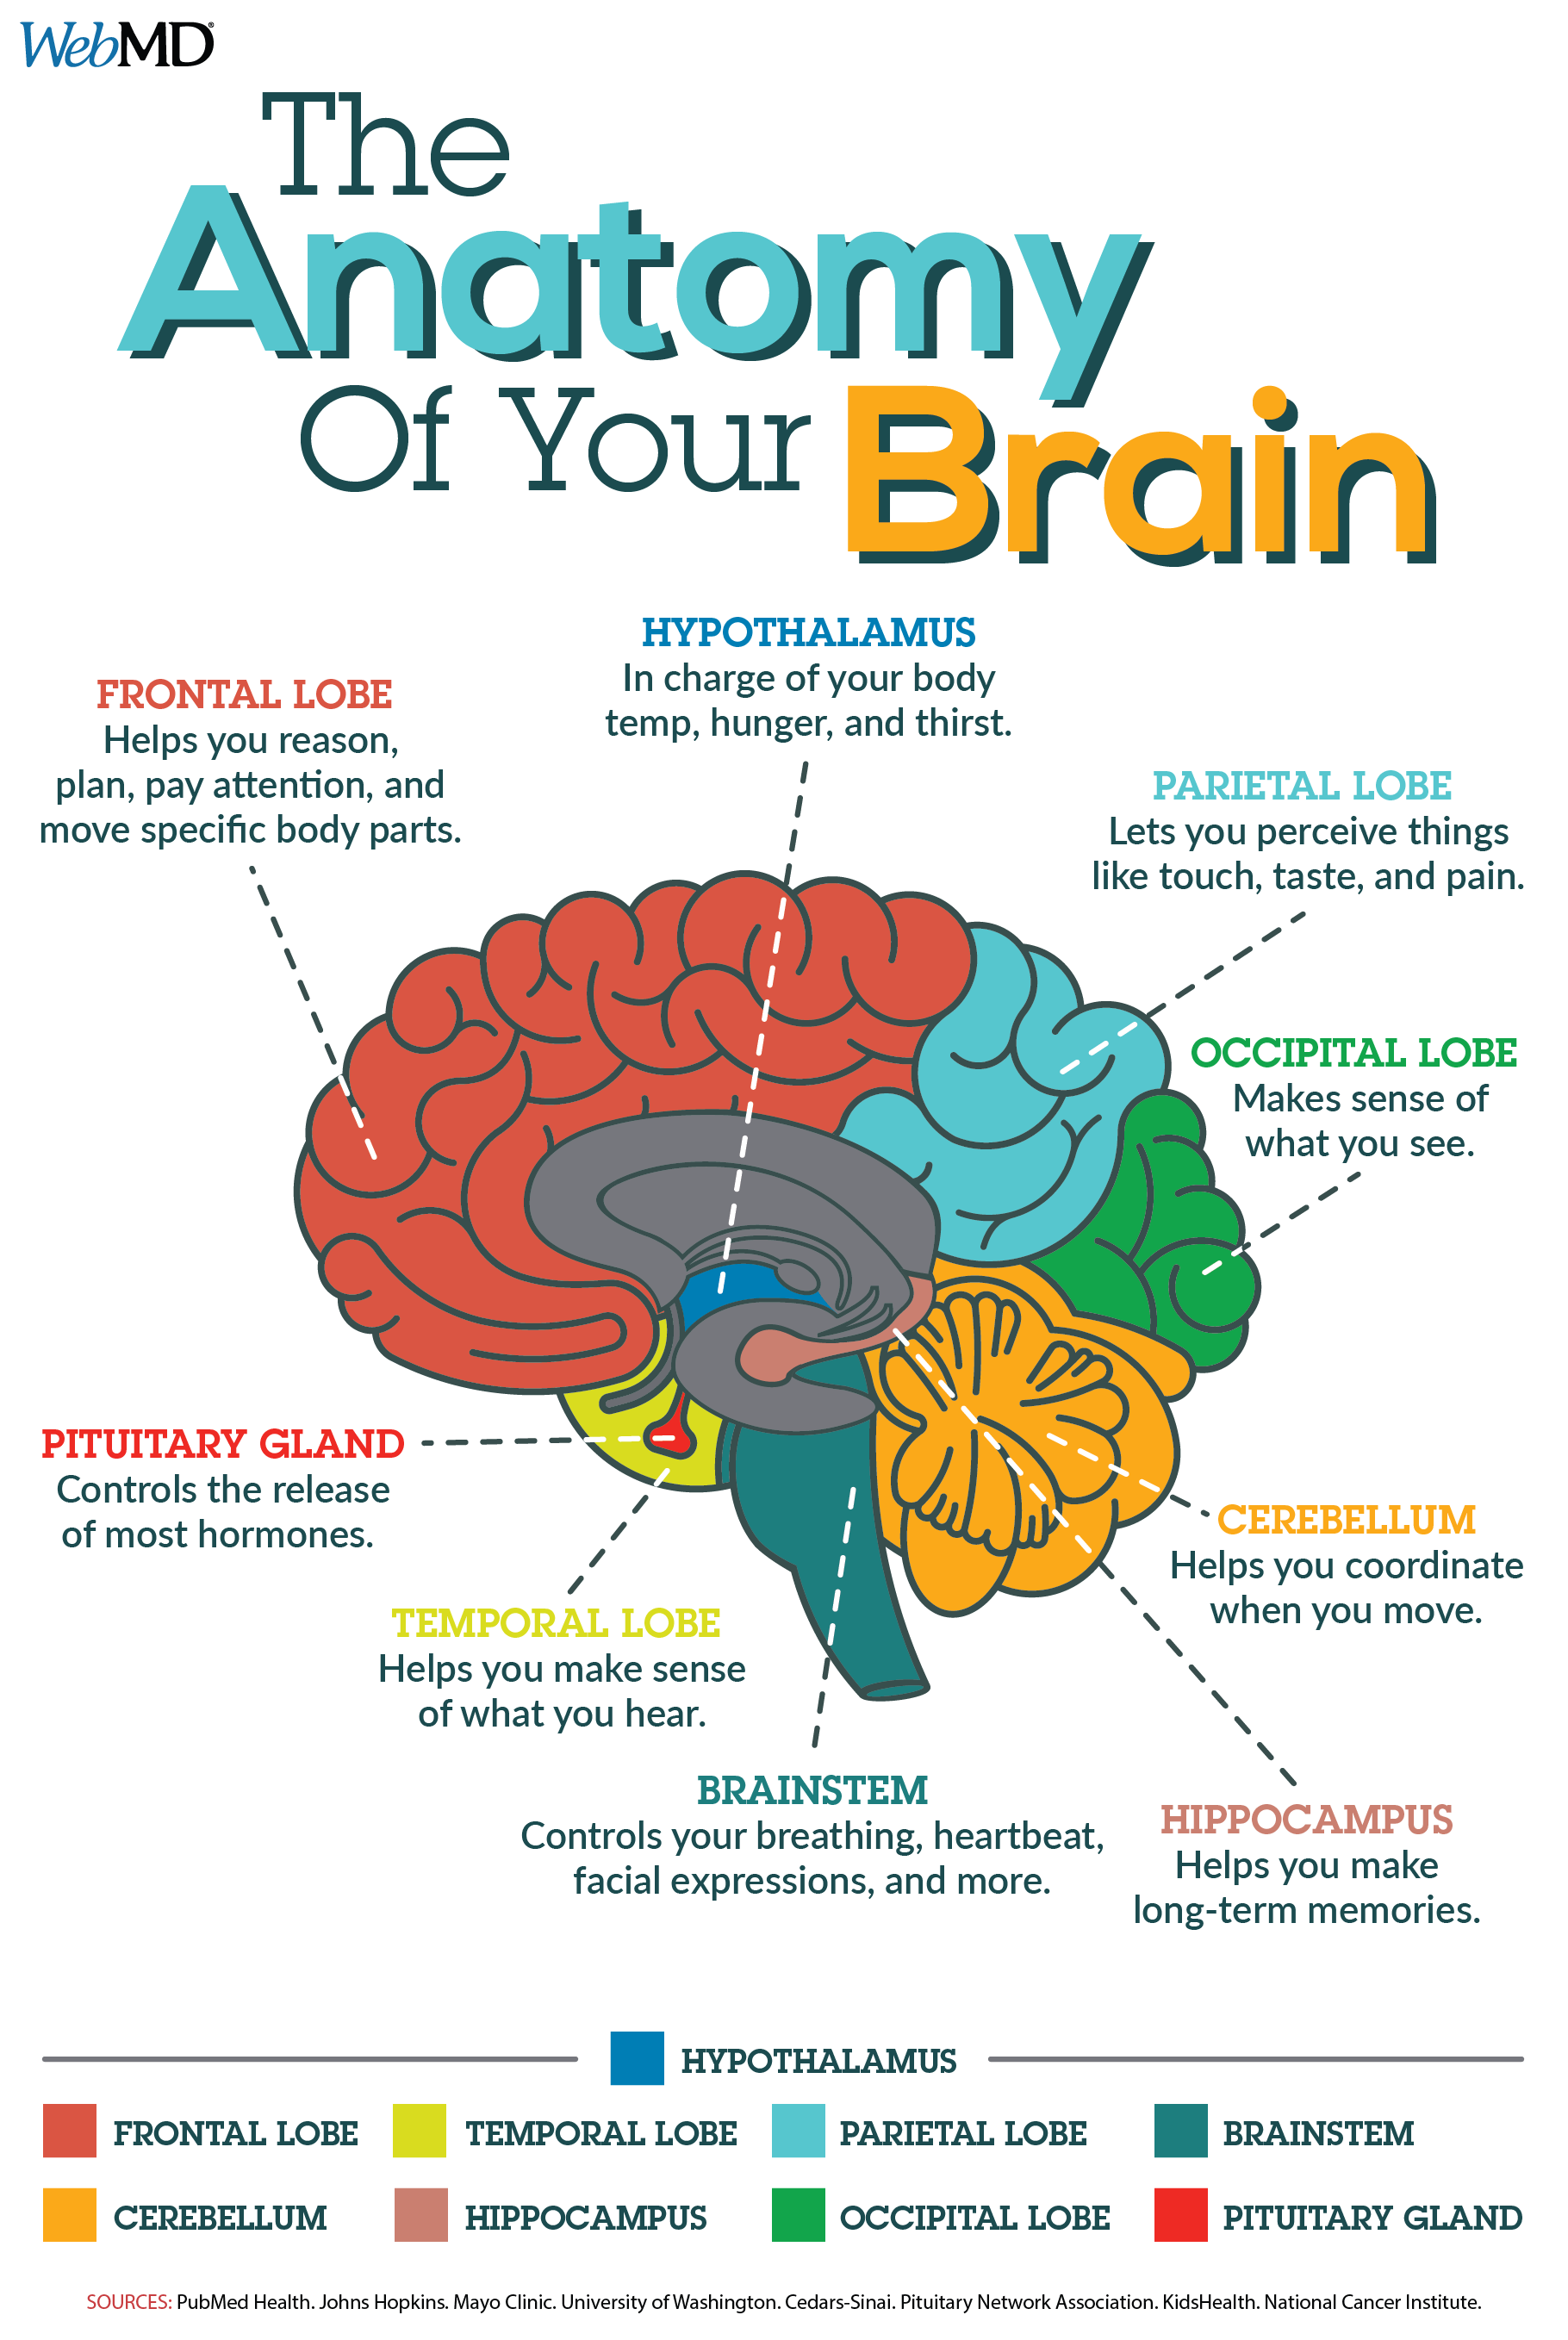 WebMD®
The
Anatomy
Of Your Brain
HYPOTHALAMUS
In charge of your body
temp, hunger, and thirst.
FRONTAL LOBE
Helps you reason,
plan, pay attention, and
move specific body parts.
PARIETAL LOBE
Lets you perceive things
like touch, taste, and pain.
OCCIPITAL LOBE
Makes sense of
what you see.
PITUITARY GLAND
Controls the release
of most hormones.
CEREBELLUM
Helps you coordinate
when you move.
TEMPORAL LOBE
Helps you make sense
of what you hear.
BRAINSTEM
Controls your breathing, heartbeat,
facial expressions, and more.
HIPPOCAMPUS
Helps you make
long-term memories.
HYPOTHALAMUS
FRONTAL LOBE TEMPORAL LOBE PARIETAL LOBE BRAINSTEM
CEREBELLUM HIPPOCAMPUS OCCIPITAL LOBE PITUITARY GLAND
SOURCES: PubMed Health. Johns Hopkins. Mayo Clinic. University of Washington. Cedars-Sinai. Pituitary Network Association. KidsHealth. National Cancer Institute.